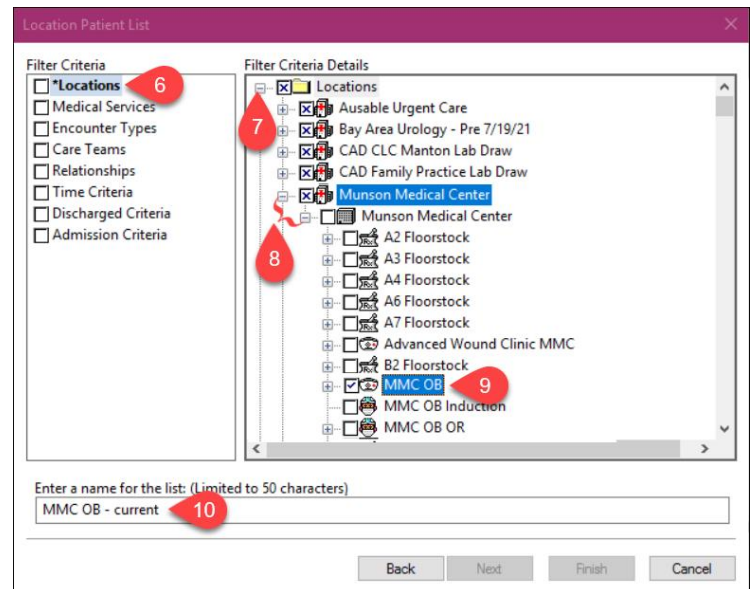 Location Patient List
Filter Criteria
*Locations
6
Medical Services
Encounter Types
Care Teams
Relationships
Time Criteria
Discharged Criteria
Admission Criteria
Filter Criteria Details
Locations
7
Ausable Urgent Care
Bay Area Urology - Pre 7/19/21
CAD CLC Manton Lab Draw
CAD Family Practice Lab Draw
Munson Medical Center
8
Munson Medical Center
A2 Floorstock
A3 Floorstock
A4 Floorstock
A6 Floorstock
A7 Floorstock
Advanced Wound Clinic MMC
B2 Floorstock
MMC OB
9
MMC OB Induction
MMC OB OR
Enter a name for the list: (Limited to 50 characters)
MMC OB - current
10
Back
Next
Finish
Cancel